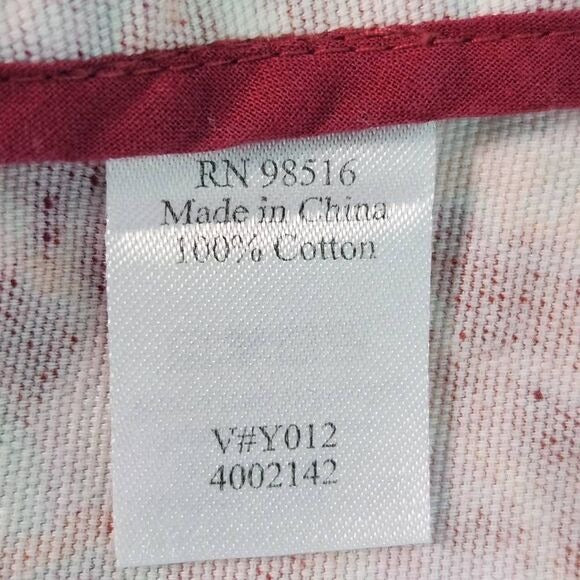 RN 98516
Made in China
100% Cotton
V#Y012
4002142